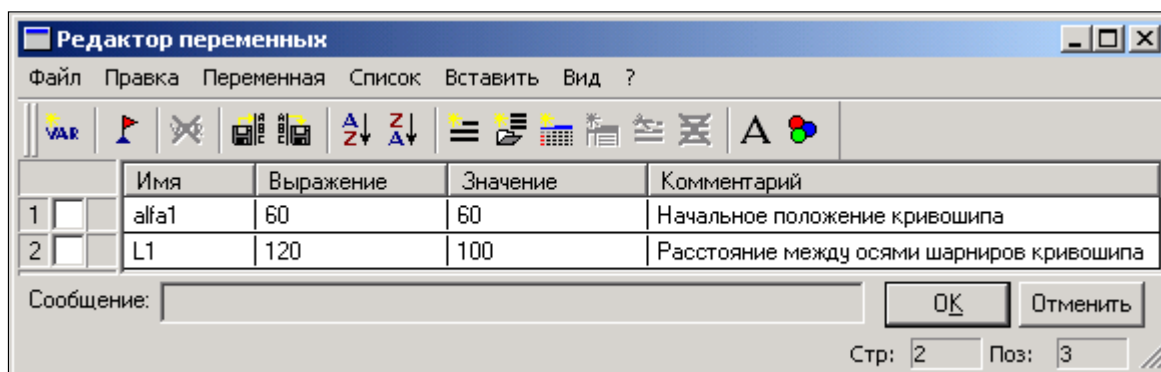 Редактор переменных
Файл Правка Переменная Список Вставить Вид ?
VAR A Z Z A A
Имя Выражение Значение Комментарий
1 alfa1 60 60 Начальное положение кривошипа
2 L1 120 100 Расстояние между осями шарниров кривошипа
Сообщение: OK Отменить
Стр: 2 Поз: 3